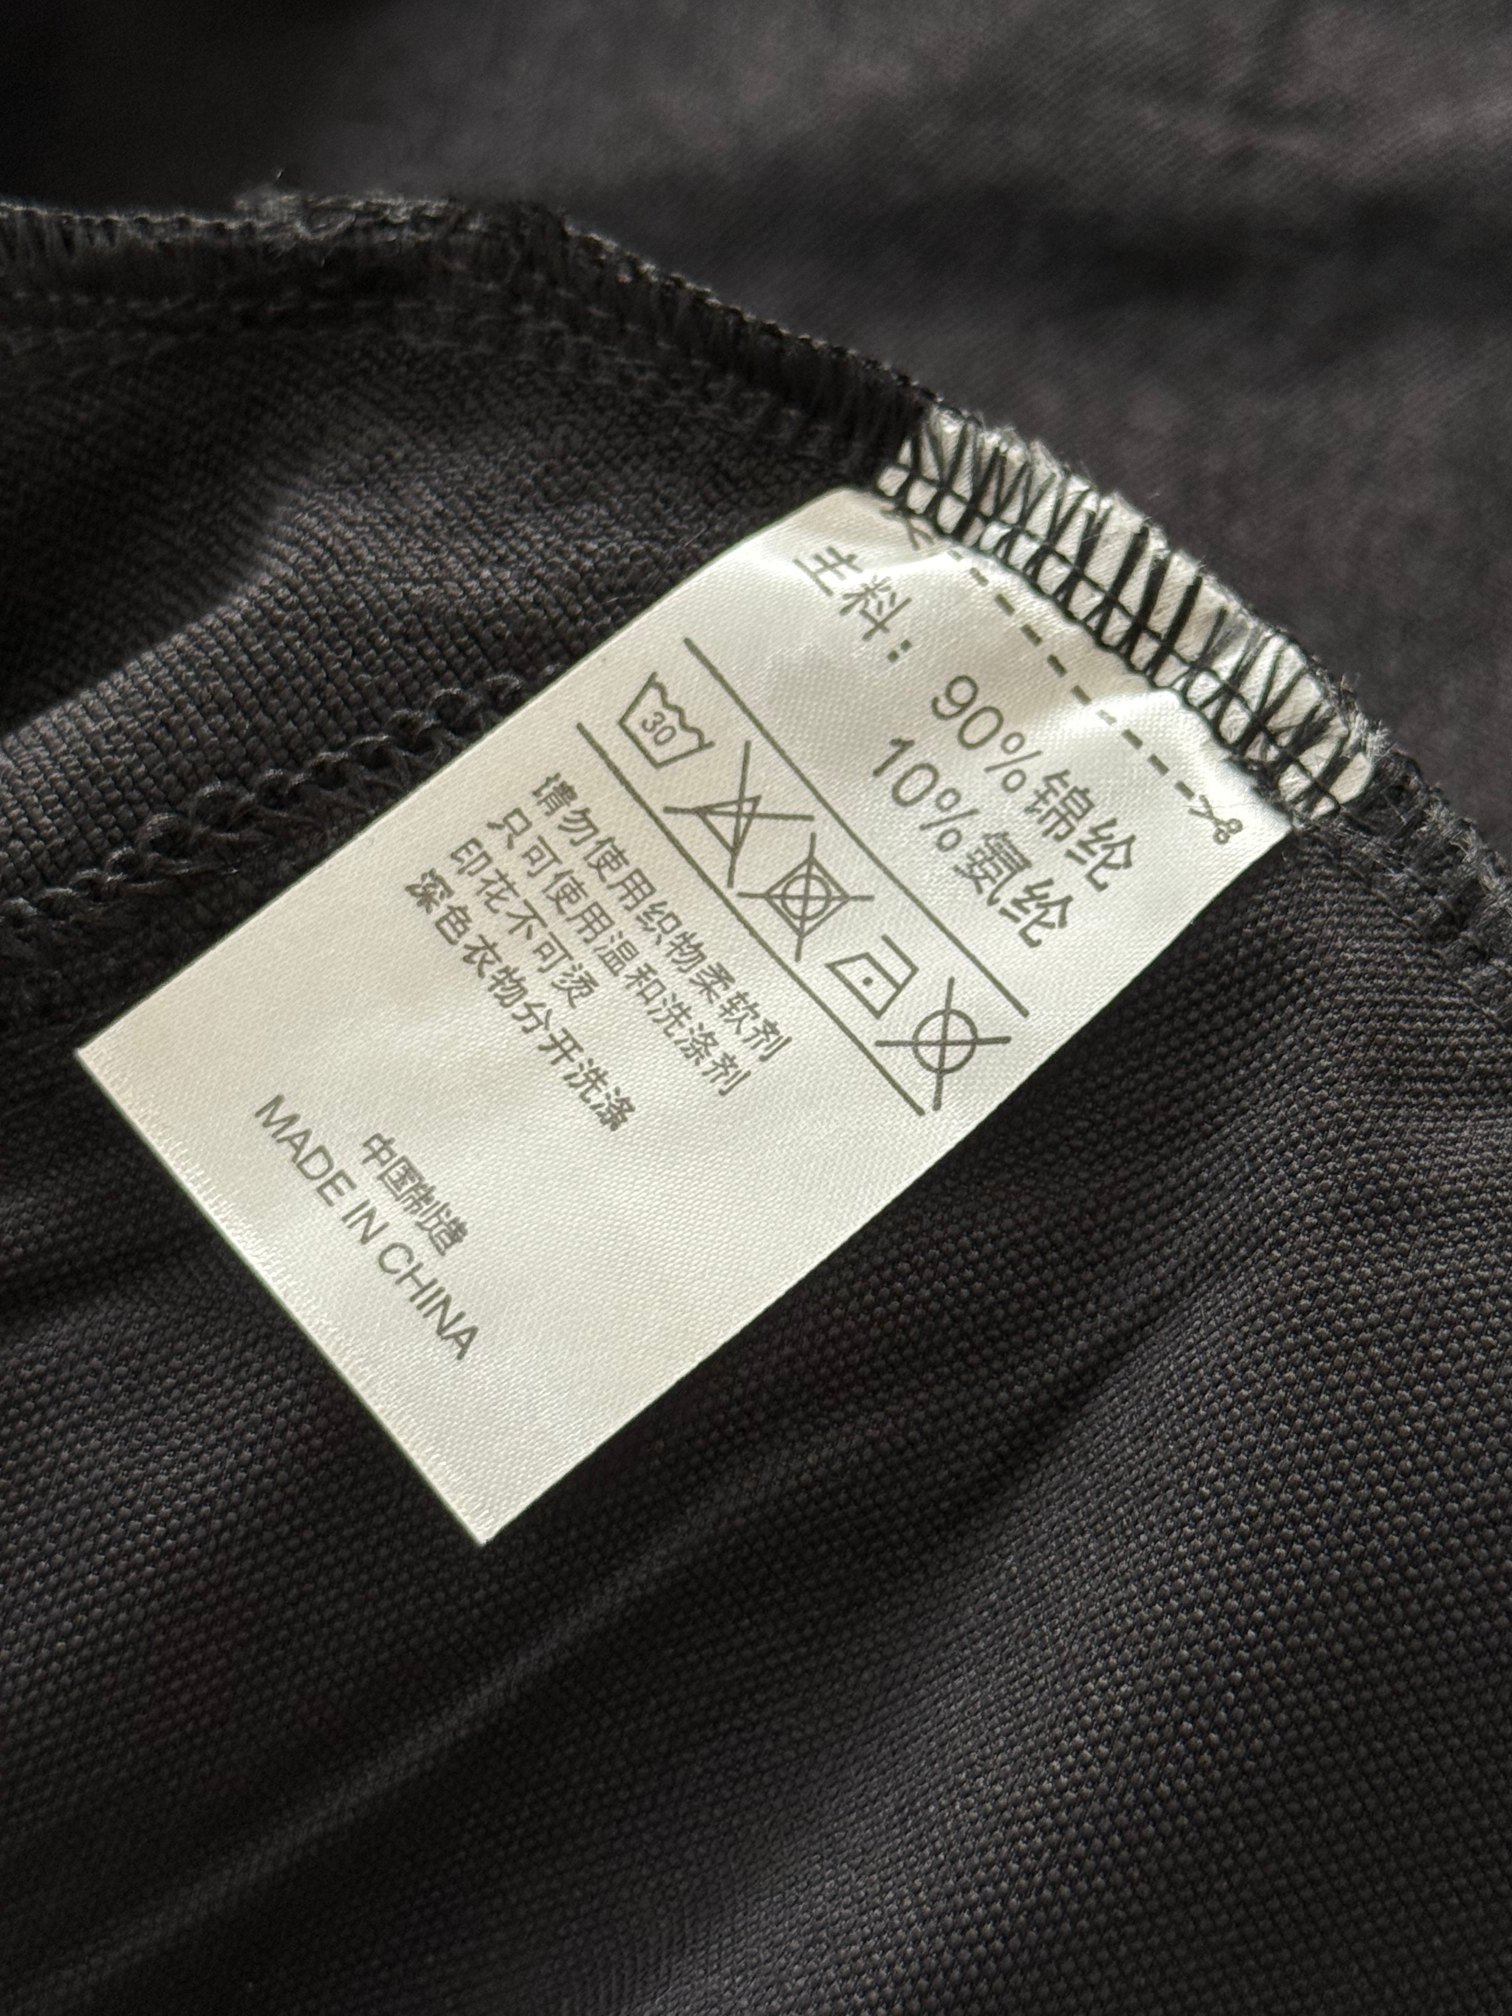 主料：
90%锦纶
10%氨纶
30
请勿使用织物柔软剂
只可使用温和洗涤剂
印花不可烫
深色衣物分开洗涤
中国制造
MADE IN CHINA